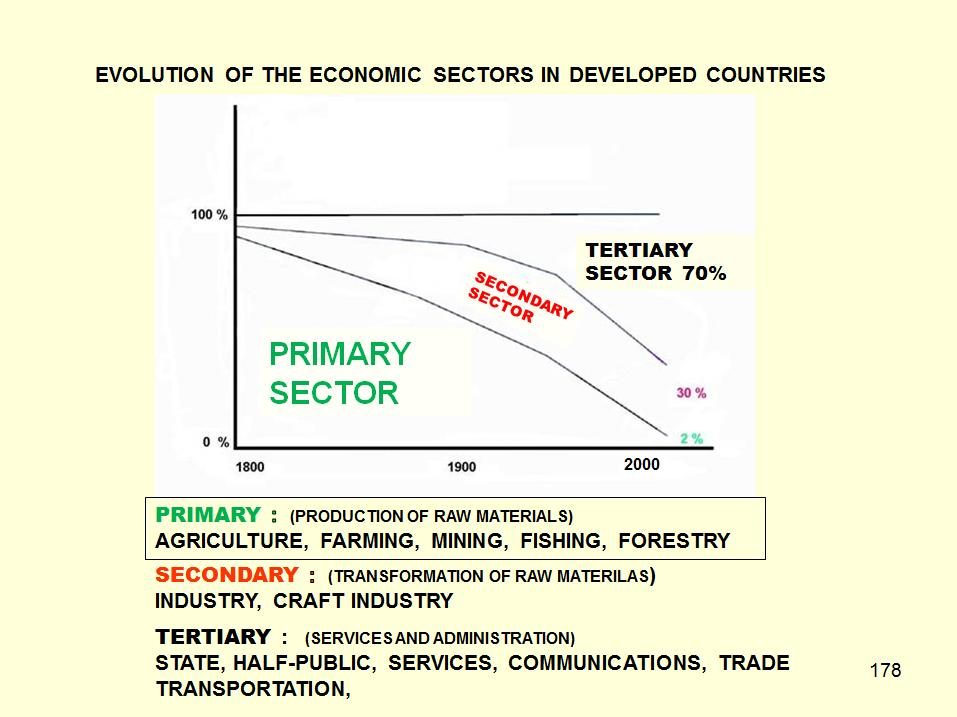 EVOLUTION OF THE ECONOMIC SECTORS IN DEVELOPED COUNTRIES
100 %
TERTIARY
SECTOR 70%
SECONDARY
SECTOR
PRIMARY
SECTOR
30 %
2 %
0 %
1800
1900
2000
PRIMARY : (PRODUCTION OF RAW MATERIALS)
AGRICULTURE, FARMING, MINING, FISHING, FORESTRY
SECONDARY : (TRANSFORMATION OF RAW MATERILAS)
INDUSTRY, CRAFT INDUSTRY
TERTIARY : (SERVICES AND ADMINISTRATION)
STATE, HALF-PUBLIC, SERVICES, COMMUNICATIONS, TRADE
TRANSPORTATION,
178